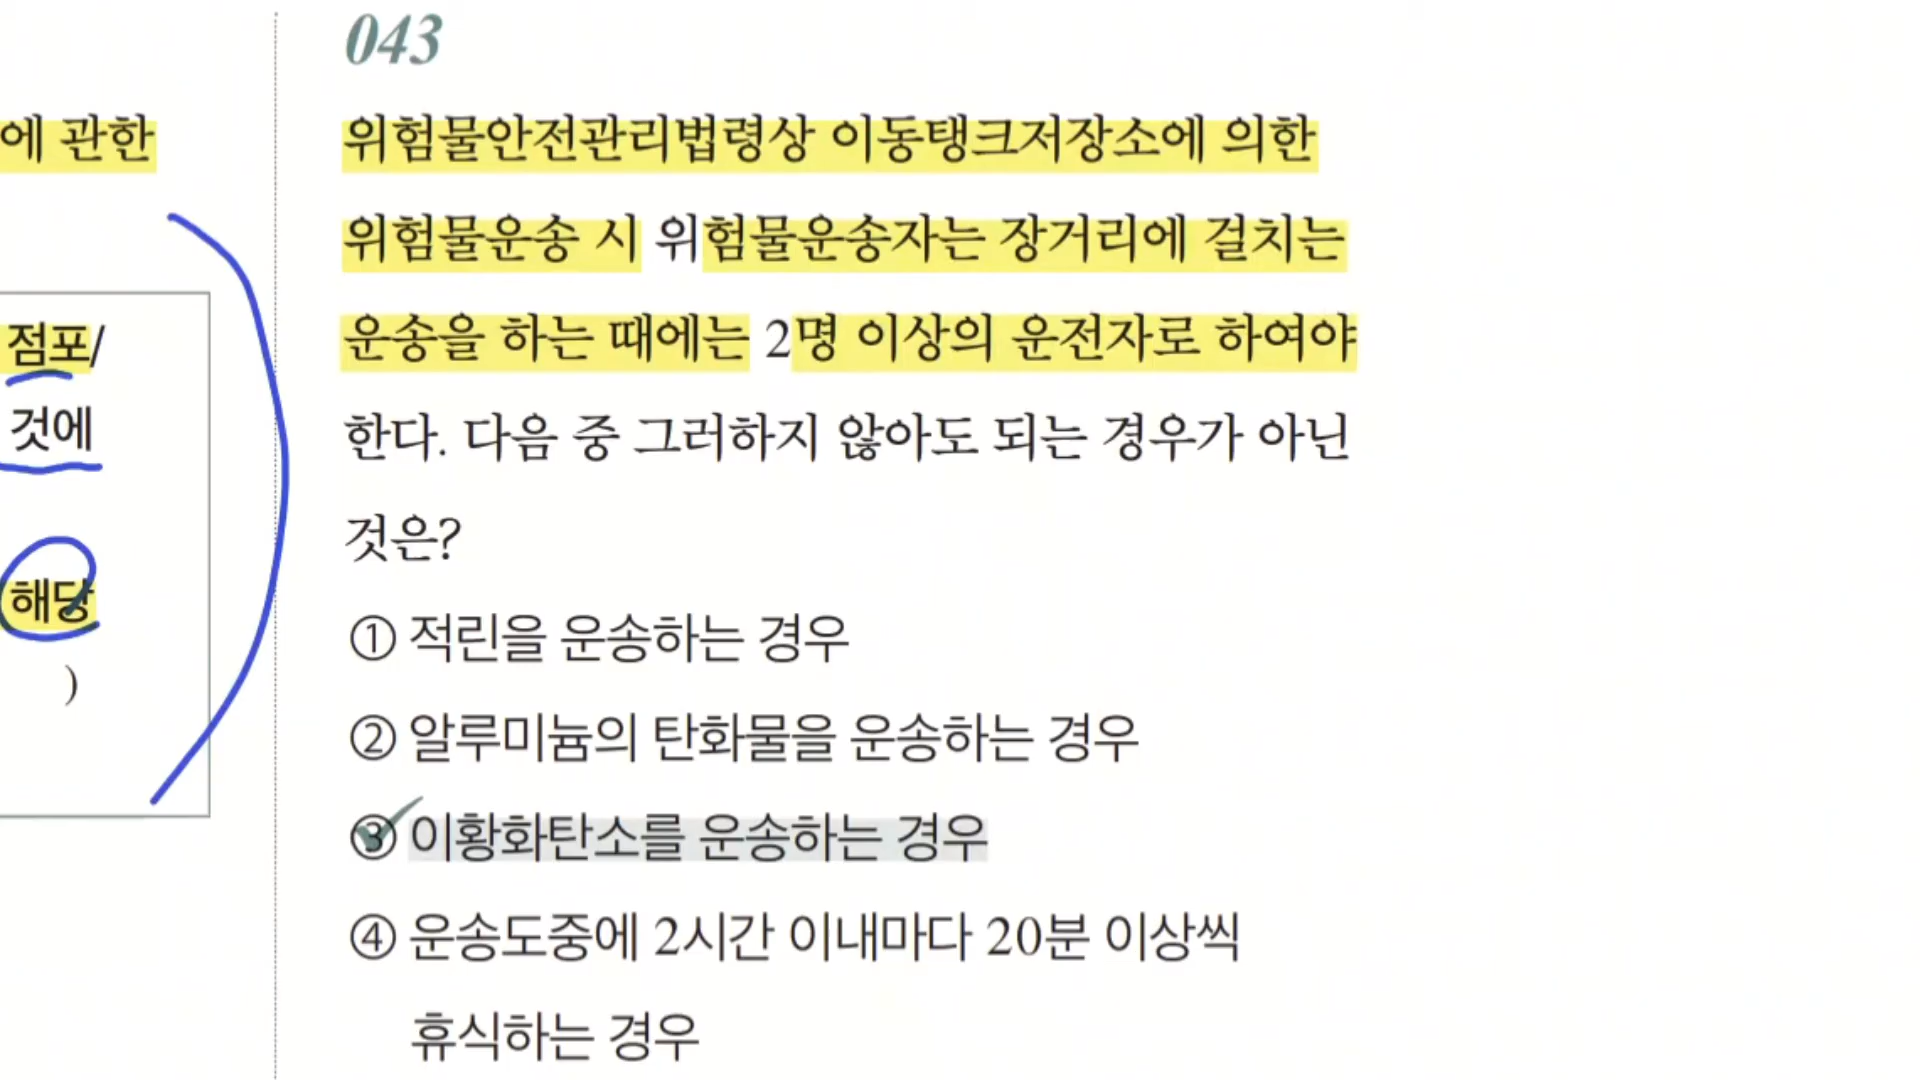 에 관한
점포/
것에
해당
)
043
위험물안전관리법령상 이동탱크저장소에 의한
위험물운송 시 위험물운송자는 장거리에 걸치는
운송을 하는 때에는 2명 이상의 운전자로 하여야
한다. 다음 중 그러하지 않아도 되는 경우가 아닌
것은?
① 적린을 운송하는 경우
② 알루미늄의 탄화물을 운송하는 경우
③ 이황화탄소를 운송하는 경우
④ 운송도중에 2시간 이내마다 20분 이상씩
휴식하는 경우